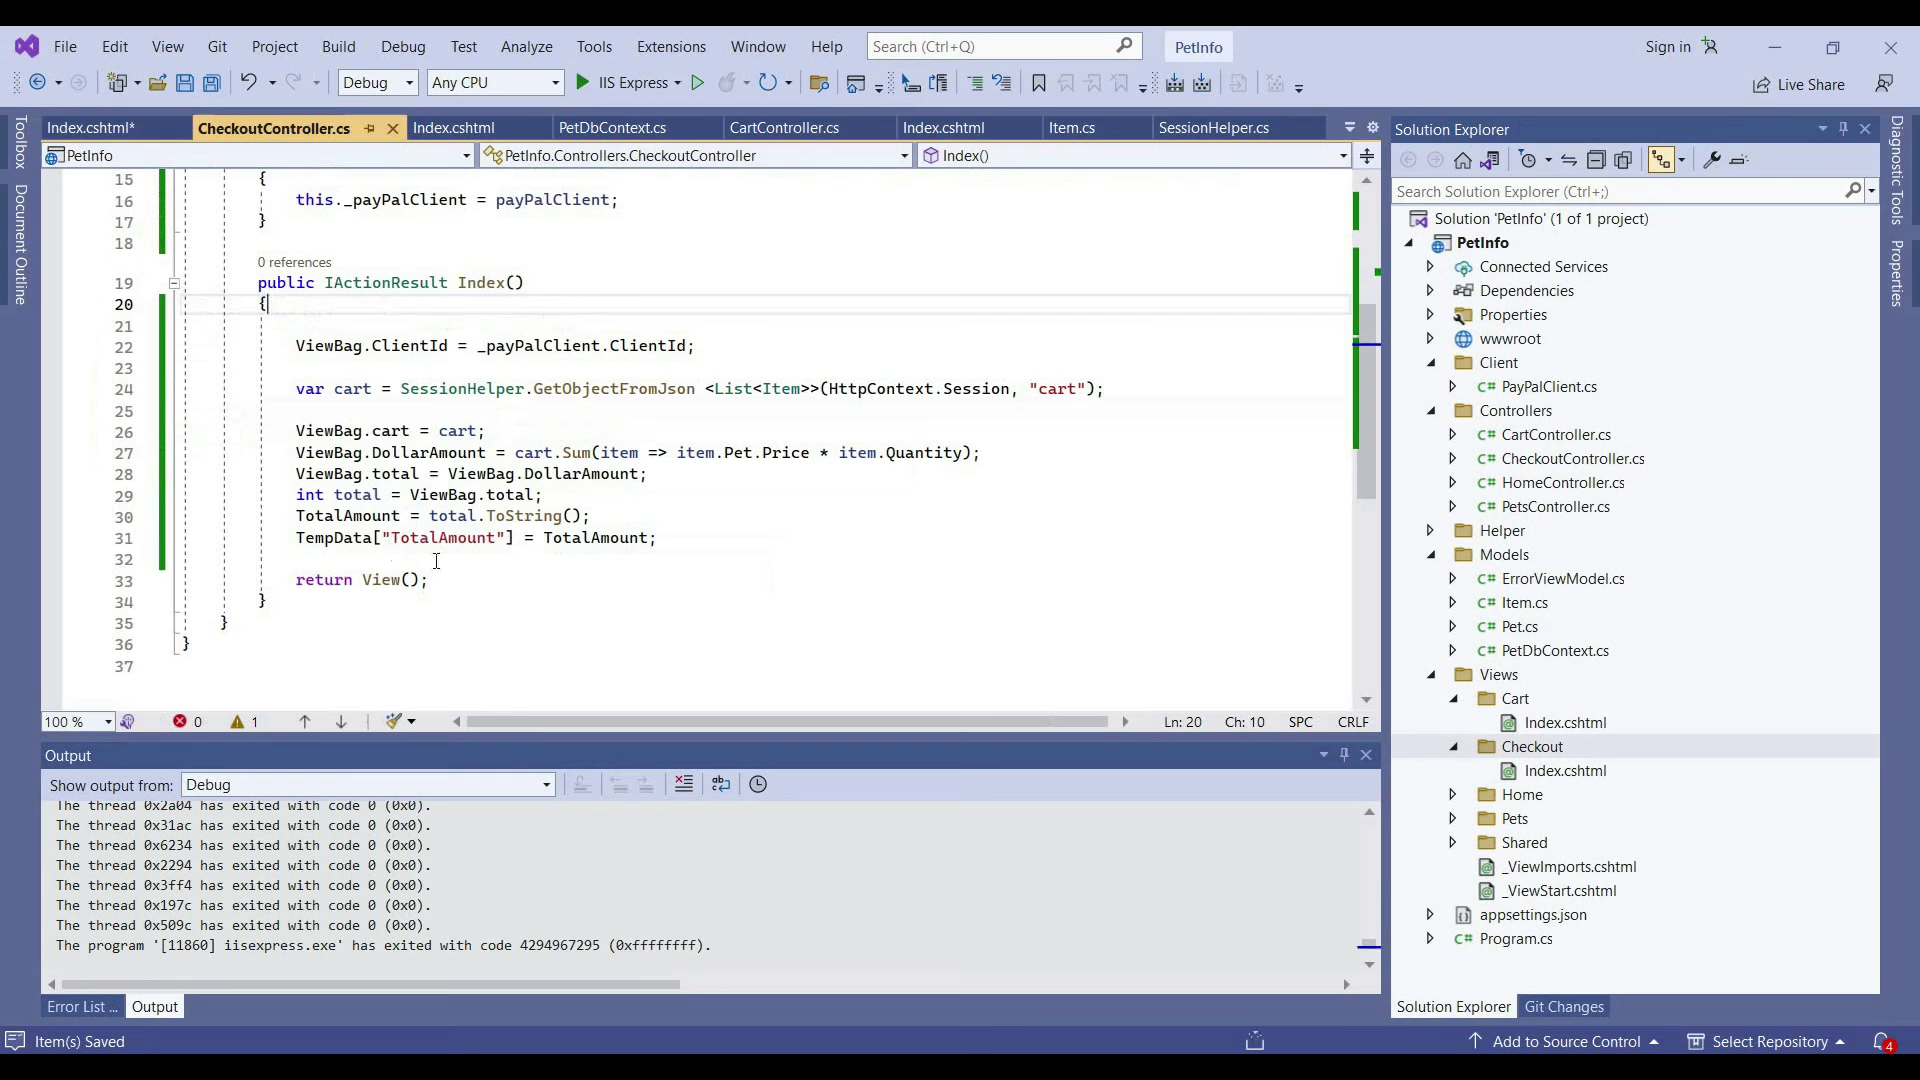 File Edit View Git Project Build Debug Test Analyze Tools Extensions Window Help Search (Ctrl+Q) PetInfo Sign in
Debug Any CPU IIS Express Live Share
Index.cshtml* CheckoutController.cs Index.cshtml PetDbContext.cs CartController.cs Index.cshtml Item.cs SessionHelper.cs
PetInfo PetInfo.Controllers.CheckoutController Index()
15 {
16 this._payPalClient = payPalClient;
17 }
18
0 references
19 public IActionResult Index()
20 {
21
22 ViewBag.ClientId = _payPalClient.ClientId;
23
24 var cart = SessionHelper.GetObjectFromJson <List<Item>>(HttpContext.Session, "cart");
25
26 ViewBag.cart = cart;
27 ViewBag.DollarAmount = cart.Sum(item => item.Pet.Price * item.Quantity);
28 ViewBag.total = ViewBag.DollarAmount;
29 int total = ViewBag.total;
30 TotalAmount = total.ToString();
31 TempData["TotalAmount"] = TotalAmount;
32
33 return View();
34 }
35 }
36 }
37
100 % 0 1 Ln: 20 Ch: 10 SPC CRLF
Output
Show output from: Debug
The thread 0x2a04 has exited with code 0 (0x0).
The thread 0x31ac has exited with code 0 (0x0).
The thread 0x6234 has exited with code 0 (0x0).
The thread 0x2294 has exited with code 0 (0x0).
The thread 0x3ff4 has exited with code 0 (0x0).
The thread 0x197c has exited with code 0 (0x0).
The thread 0x509c has exited with code 0 (0x0).
The program '[11860] iisexpress.exe' has exited with code 4294967295 (0xffffffff).
Error List ... Output
Toolbox
Document Outline
Solution Explorer
Search Solution Explorer (Ctrl+;)
Solution 'PetInfo' (1 of 1 project)
PetInfo
Connected Services
Dependencies
Properties
wwwroot
Client
C# PayPalClient.cs
Controllers
C# CartController.cs
C# CheckoutController.cs
C# HomeController.cs
C# PetsController.cs
Helper
Models
C# ErrorViewModel.cs
C# Item.cs
C# Pet.cs
C# PetDbContext.cs
Views
Cart
Index.cshtml
Checkout
Index.cshtml
Home
Pets
Shared
_ViewImports.cshtml
_ViewStart.cshtml
appsettings.json
C# Program.cs
Solution Explorer Git Changes
Diagnostic Tools
Properties
Item(s) Saved Add to Source Control Select Repository 4